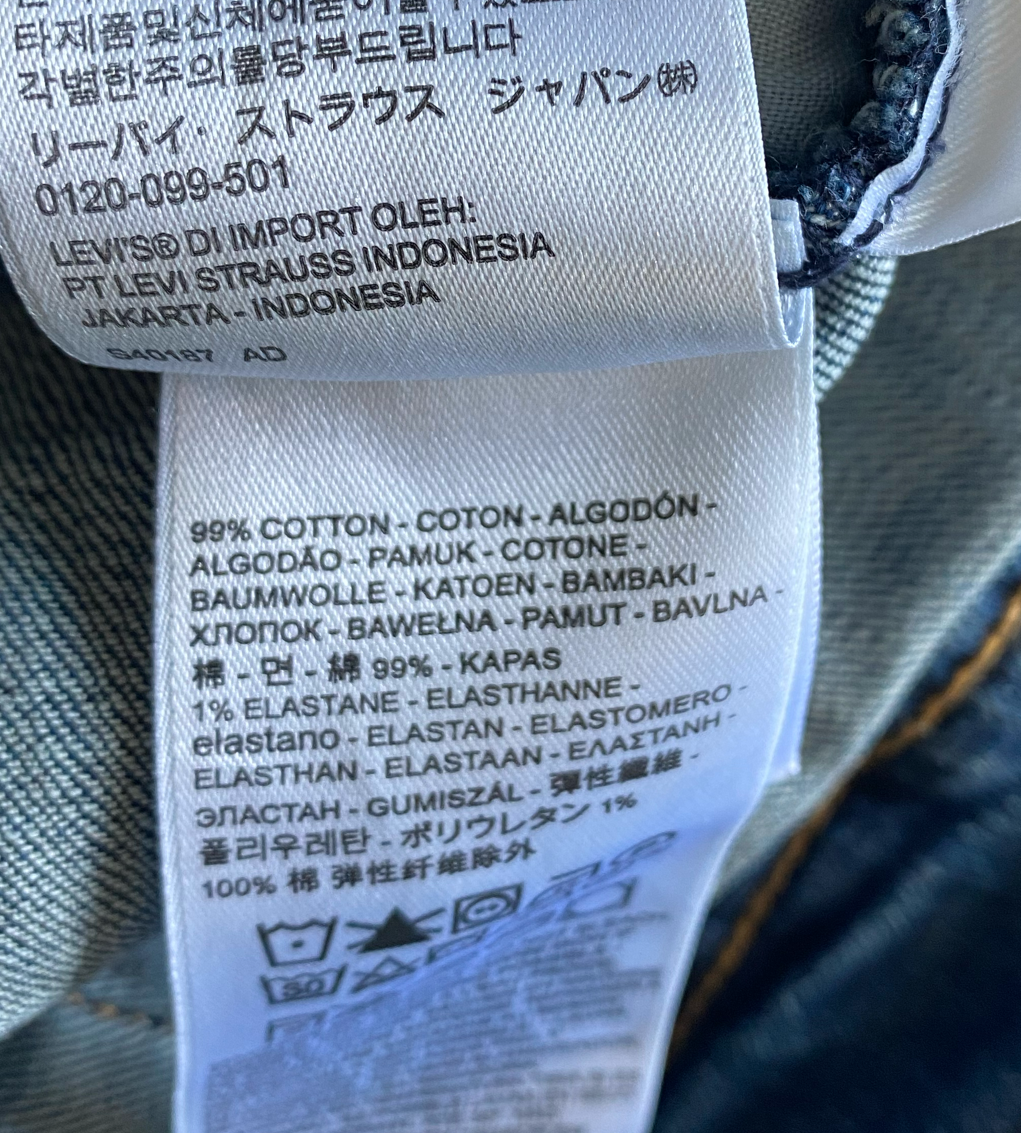 타제품및신체에묻어날수있
각별한주의를당부드립니다
リーバイ・ストラウス ジャパン㈱
0120-099-501
LEVI'S® DI IMPORT OLEH:
PT LEVI STRAUSS INDONESIA
JAKARTA - INDONESIA
S40187 AD
99% COTTON - COTON - ALGODÓN -
ALGODÃO - PAMUK - COTONE -
BAUMWOLLE - KATOEN - BAMBAKI -
ХЛОПОК - BAWEŁNA - PAMUT - BAVLNA -
棉 - 면 - 綿 99% - KAPAS
1% ELASTANE - ELASTHANNE -
elastano - ELASTAN - ELASTOMERO -
ELASTHAN - ELASTAAN - ΕΛΑΣΤΑΝΗ -
ЭЛАСТАН - GUMISZÁL - 彈性纖維 -
폴리우레탄 - ポリウレタン 1%
100% 棉 弹性纤维除外